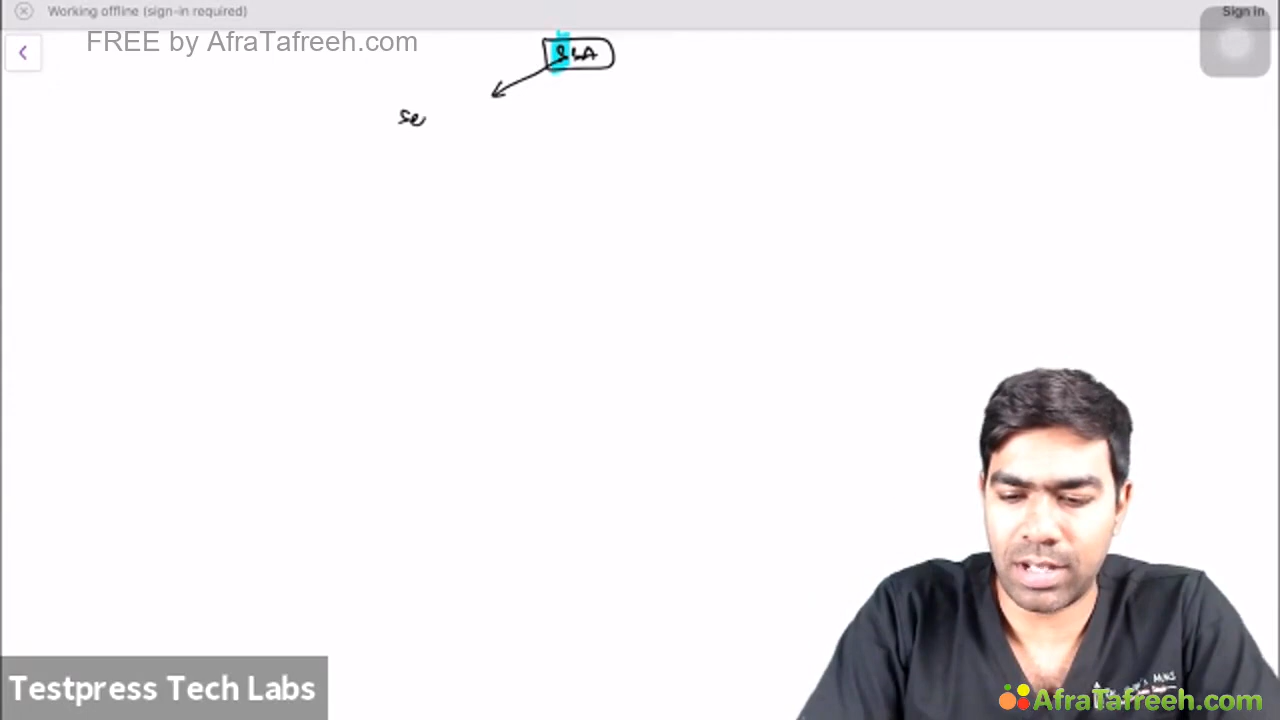 Working offline (sign-in required)
Sign in
FREE by AfraTafreeh.com
SLA
se
Testpress Tech Labs
AfraTafreeh.com